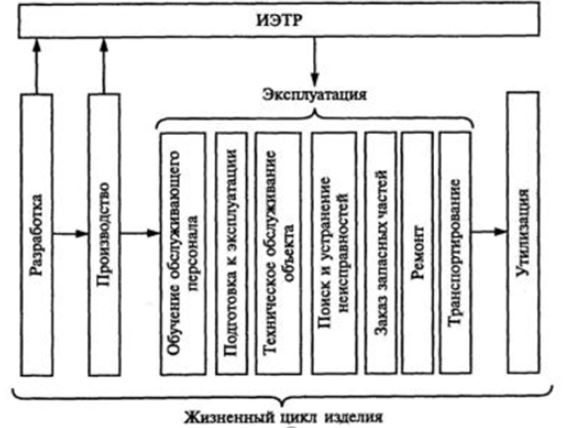 ИЭТР
Эксплуатация
Разработка
Производство
Обучение обслуживающего
персонала
Подготовка к эксплуатации
Техническое обслуживание
объекта
Поиск и устранение
неисправностей
Заказ запасных частей
Ремонт
Транспортирование
Утилизация
Жизненный цикл изделия